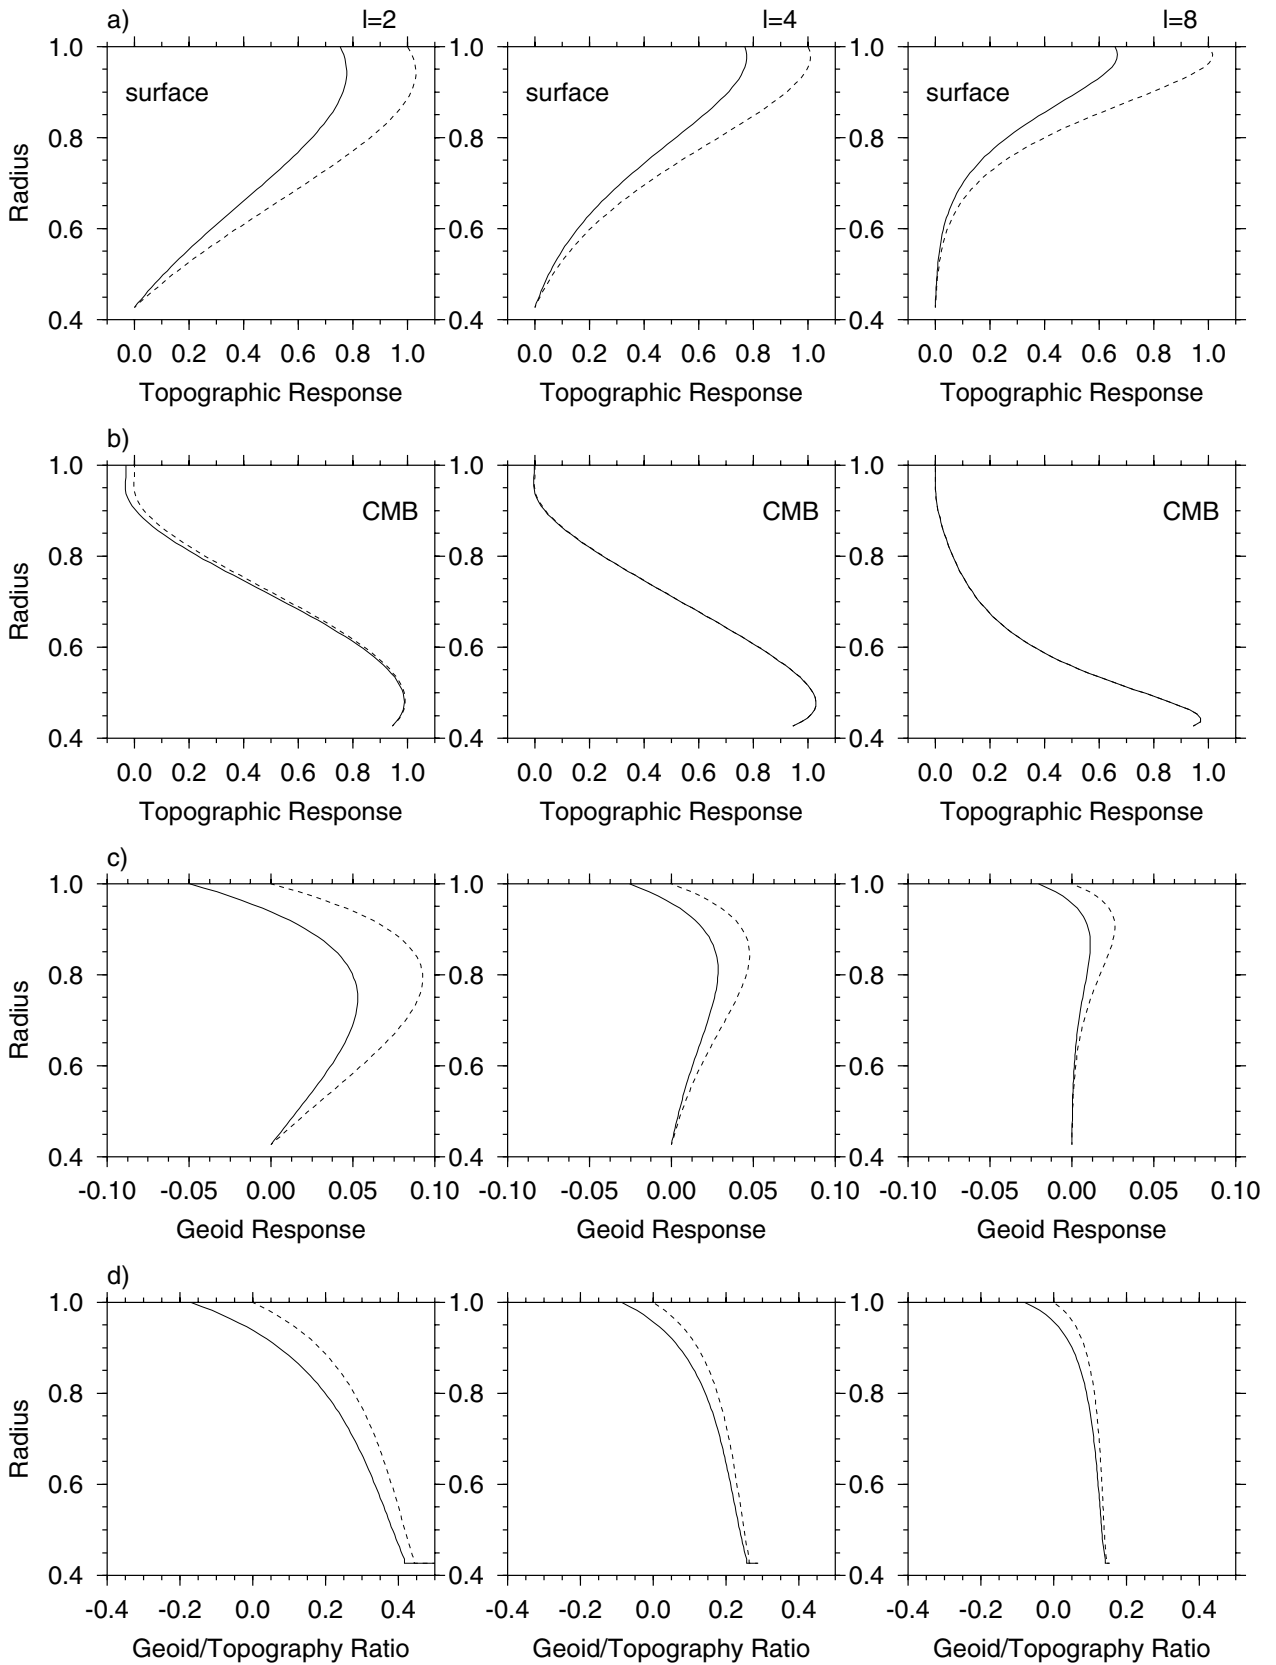 a) l=2 l=4 l=8
1.0 1.0 1.0
surface surface surface
0.8 0.8 0.8
Radius
0.6 0.6 0.6
0.4 0.4 0.4
0.0 0.2 0.4 0.6 0.8 1.0 0.0 0.2 0.4 0.6 0.8 1.0 0.0 0.2 0.4 0.6 0.8 1.0
Topographic Response Topographic Response Topographic Response
b)
1.0 1.0 1.0
CMB CMB CMB
0.8 0.8 0.8
Radius
0.6 0.6 0.6
0.4 0.4 0.4
0.0 0.2 0.4 0.6 0.8 1.0 0.0 0.2 0.4 0.6 0.8 1.0 0.0 0.2 0.4 0.6 0.8 1.0
Topographic Response Topographic Response Topographic Response
c)
1.0 1.0 1.0
0.8 0.8 0.8
Radius
0.6 0.6 0.6
0.4 0.4 0.4
-0.10 -0.05 0.00 0.05 0.10 -0.10 -0.05 0.00 0.05 0.10 -0.10 -0.05 0.00 0.05 0.10
Geoid Response Geoid Response Geoid Response
d)
1.0 1.0 1.0
0.8 0.8 0.8
Radius
0.6 0.6 0.6
0.4 0.4 0.4
-0.4 -0.2 0.0 0.2 0.4 -0.4 -0.2 0.0 0.2 0.4 -0.4 -0.2 0.0 0.2 0.4
Geoid/Topography Ratio Geoid/Topography Ratio Geoid/Topography Ratio